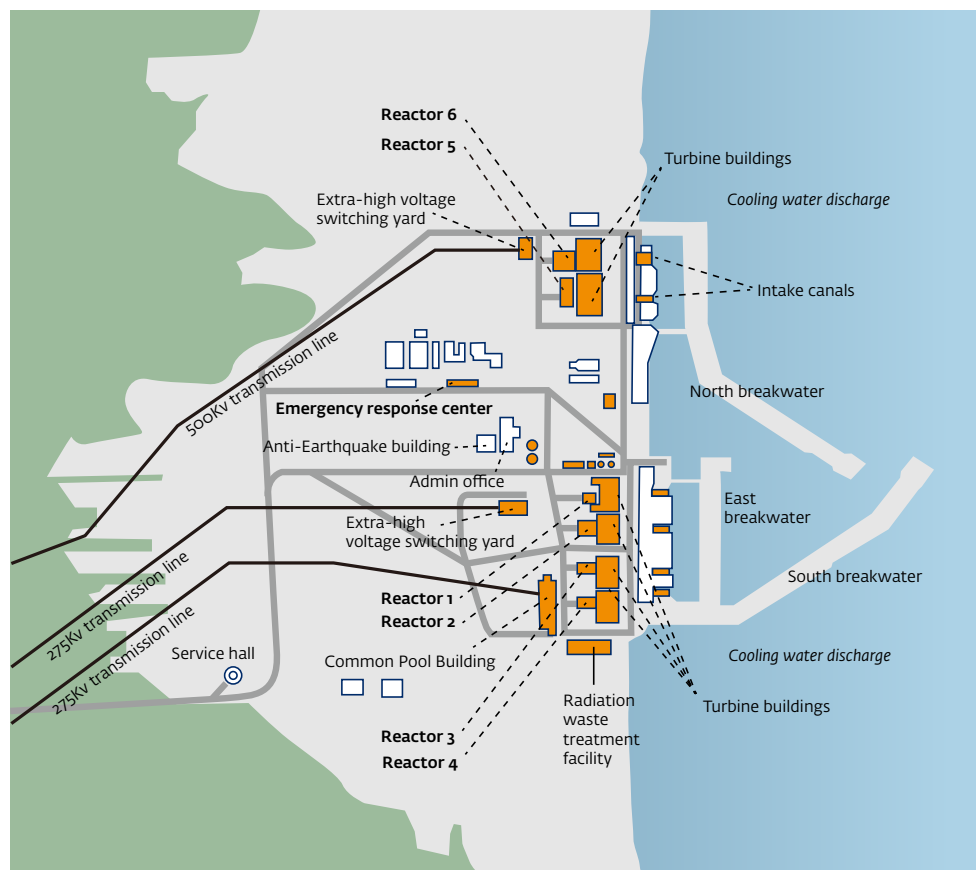 Reactor 6
Reactor 5
Turbine buildings
Extra-high voltage
switching yard
Cooling water discharge
Intake canals
500Kv transmission line
North breakwater
Emergency response center
Anti-Earthquake building
Admin office
East
breakwater
Extra-high
voltage switching yard
275Kv transmission line
South breakwater
Reactor 1
Reactor 2
275Kv transmission line
Service hall
Common Pool Building
Cooling water discharge
Radiation
waste
treatment
facility
Turbine buildings
Reactor 3
Reactor 4